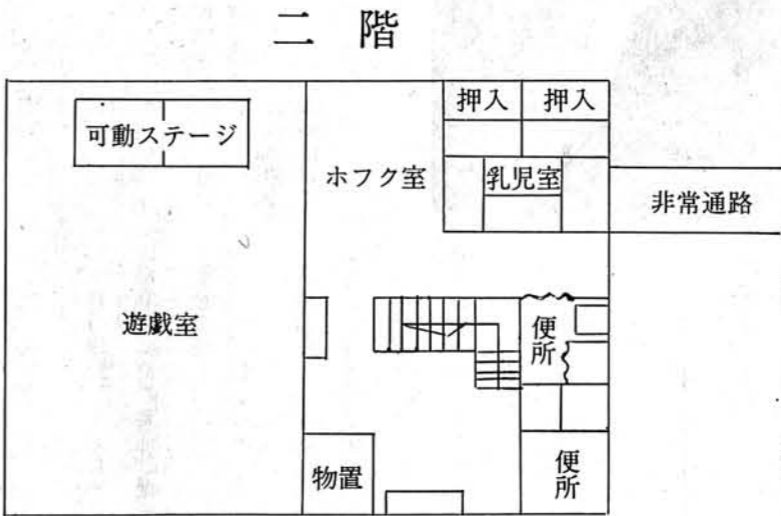 二階
押入 押入
可動ステージ
ホフク室
乳児室
非常通路
遊戯室
便所
物置
便所